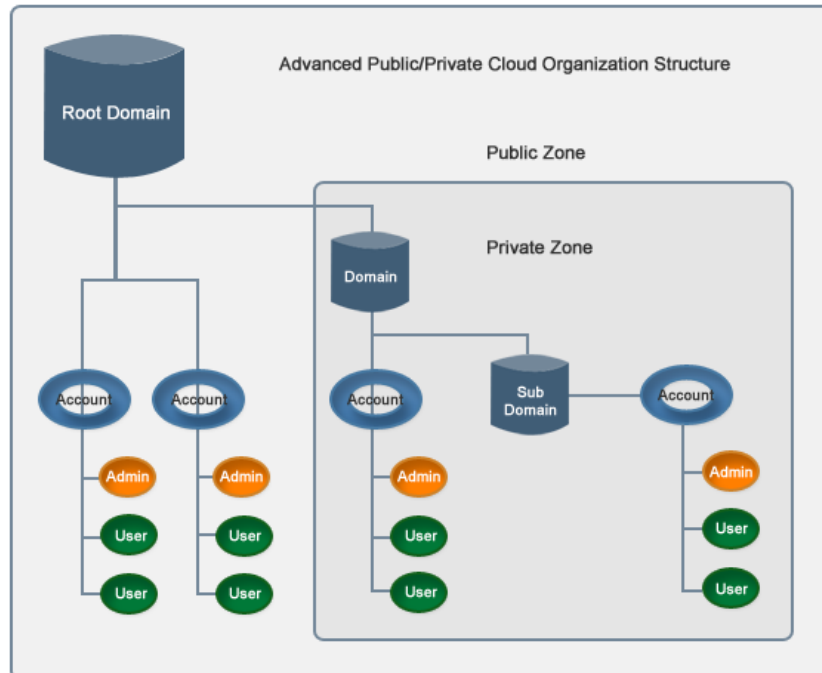 Advanced Public/Private Cloud Organization Structure
Root Domain
Public Zone
Private Zone
Domain
Account
Account
Account
Sub
Domain
Account
Admin
Admin
Admin
Admin
User
User
User
User
User
User
User
User